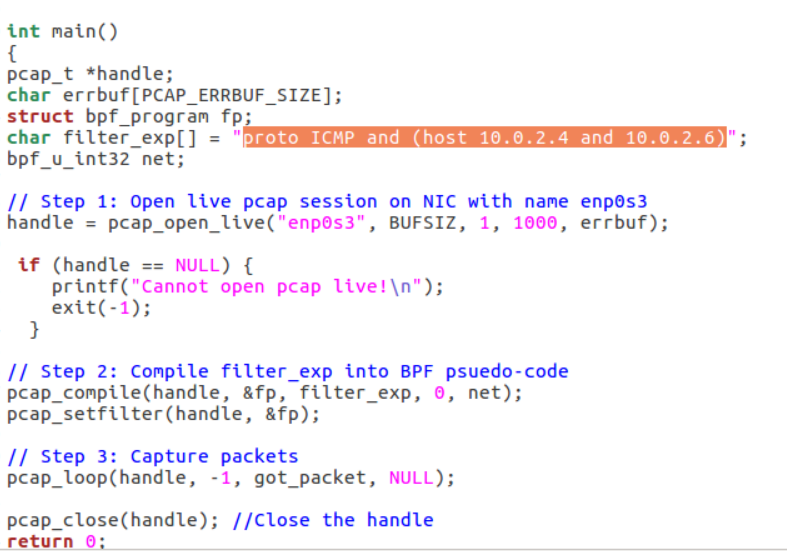 int main()
{
pcap_t *handle;
char errbuf[PCAP_ERRBUF_SIZE];
struct bpf_program fp;
char filter_exp[] = "proto ICMP and (host 10.0.2.4 and 10.0.2.6)";
bpf_u_int32 net;
// Step 1: Open live pcap session on NIC with name enp0s3
handle = pcap_open_live("enp0s3", BUFSIZ, 1, 1000, errbuf);
if (handle == NULL) {
printf("Cannot open pcap live!\n");
exit(-1);
}
// Step 2: Compile filter_exp into BPF psuedo-code
pcap_compile(handle, &fp, filter_exp, 0, net);
pcap_setfilter(handle, &fp);
// Step 3: Capture packets
pcap_loop(handle, -1, got_packet, NULL);
pcap_close(handle); //Close the handle
return 0;